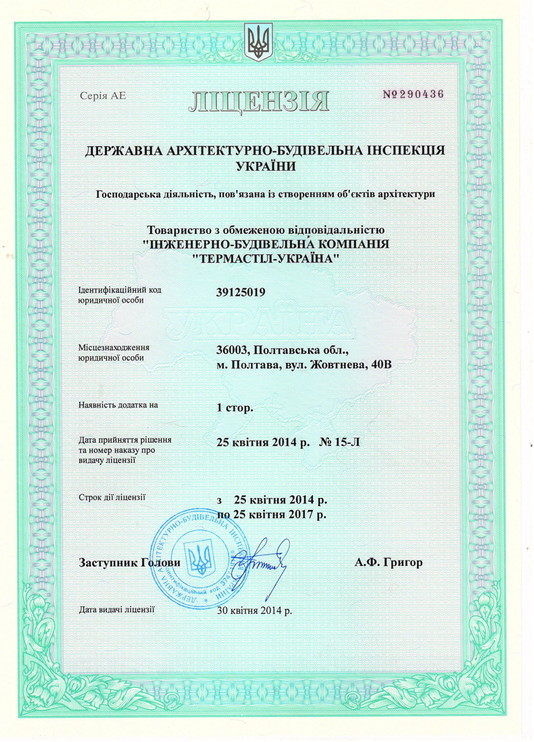 Серія АЕ
ЛІЦЕНЗІЯ
№290436
ДЕРЖАВНА АРХІТЕКТУРНО-БУДІВЕЛЬНА ІНСПЕКЦІЯ
УКРАЇНИ
Господарська діяльність, пов'язана із створенням об'єктів архітектури
Товариство з обмеженою відповідальністю
"ІНЖЕНЕРНО-БУДІВЕЛЬНА КОМПАНІЯ
"ТЕРМАСТІЛ-УКРАЇНА"
УКРАЇНА
Ідентифікаційний код
юридичної особи
39125019
Місцезнаходження
юридичної особи
36003, Полтавська обл.,
м. Полтава, вул. Жовтнева, 40В
Наявність додатка на
1 стор.
Дата прийняття рішення
та номер наказу про
видачу ліцензії
25 квітня 2014 р. № 15-Л
Строк дії ліцензії
з 25 квітня 2014 р.
по 25 квітня 2017 р.
Заступник Голови
А.Ф. Григор
ДЕРЖАВНА АРХІТЕКТУРНО-БУДІВЕЛЬНА ІНСПЕКЦІЯ УКРАЇНИ
Дата видачі ліцензії
30 квітня 2014 р.